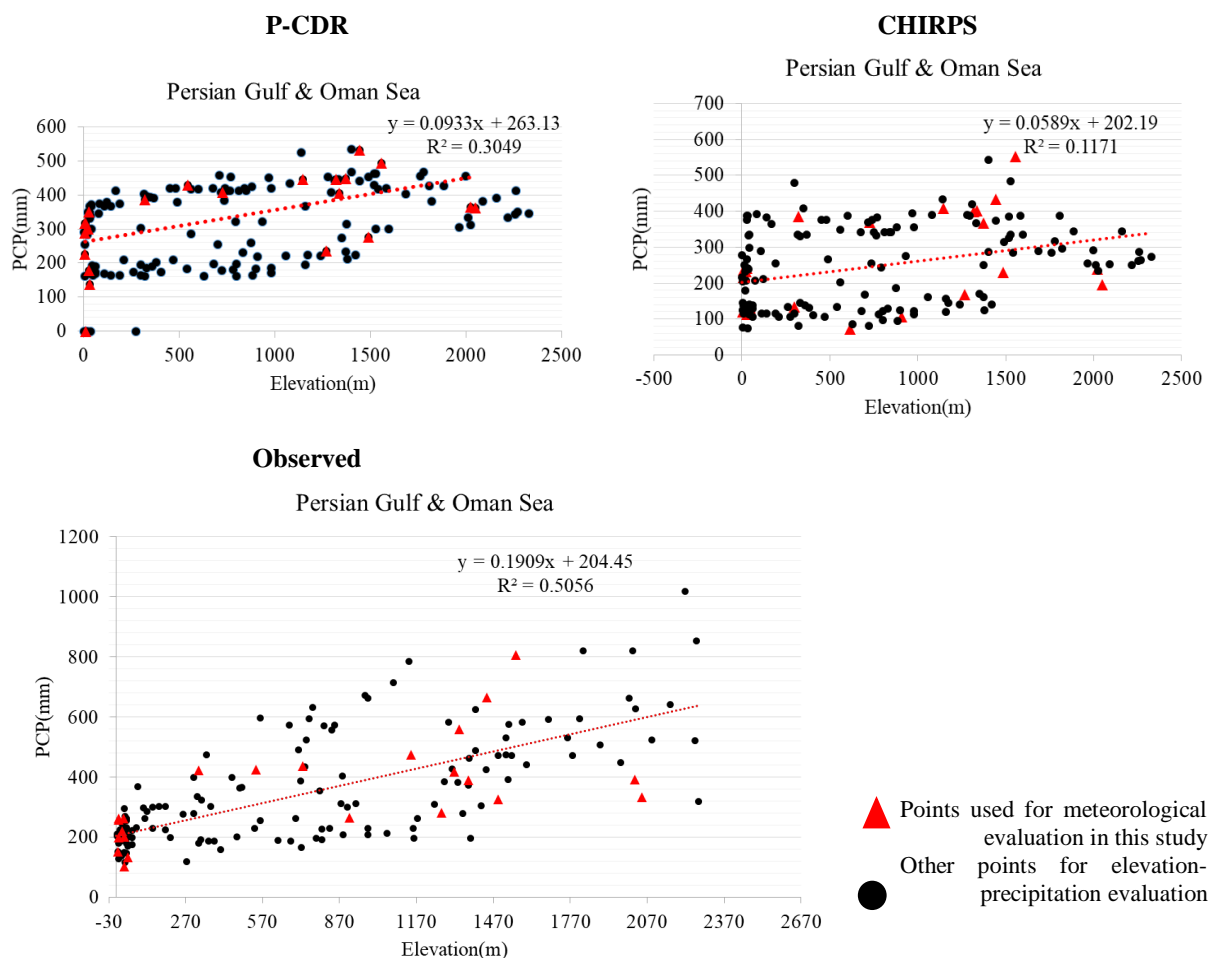 P-CDR
Persian Gulf & Oman Sea
y = 0.0933x + 263.13
R² = 0.3049
PCP(mm)
600
500
400
300
200
100
0
0 500 1000 1500 2000 2500
Elevation(m)
CHIRPS
Persian Gulf & Oman Sea
y = 0.0589x + 202.19
R² = 0.1171
PCP(mm)
700
600
500
400
300
200
100
0
-500 0 500 1000 1500 2000 2500
Elevation(m)
Observed
Persian Gulf & Oman Sea
y = 0.1909x + 204.45
R² = 0.5056
PCP(mm)
1200
1000
800
600
400
200
0
-30 270 570 870 1170 1470 1770 2070 2370 2670
Elevation(m)
Points used for meteorological
evaluation in this study
Other points for elevation-
precipitation evaluation